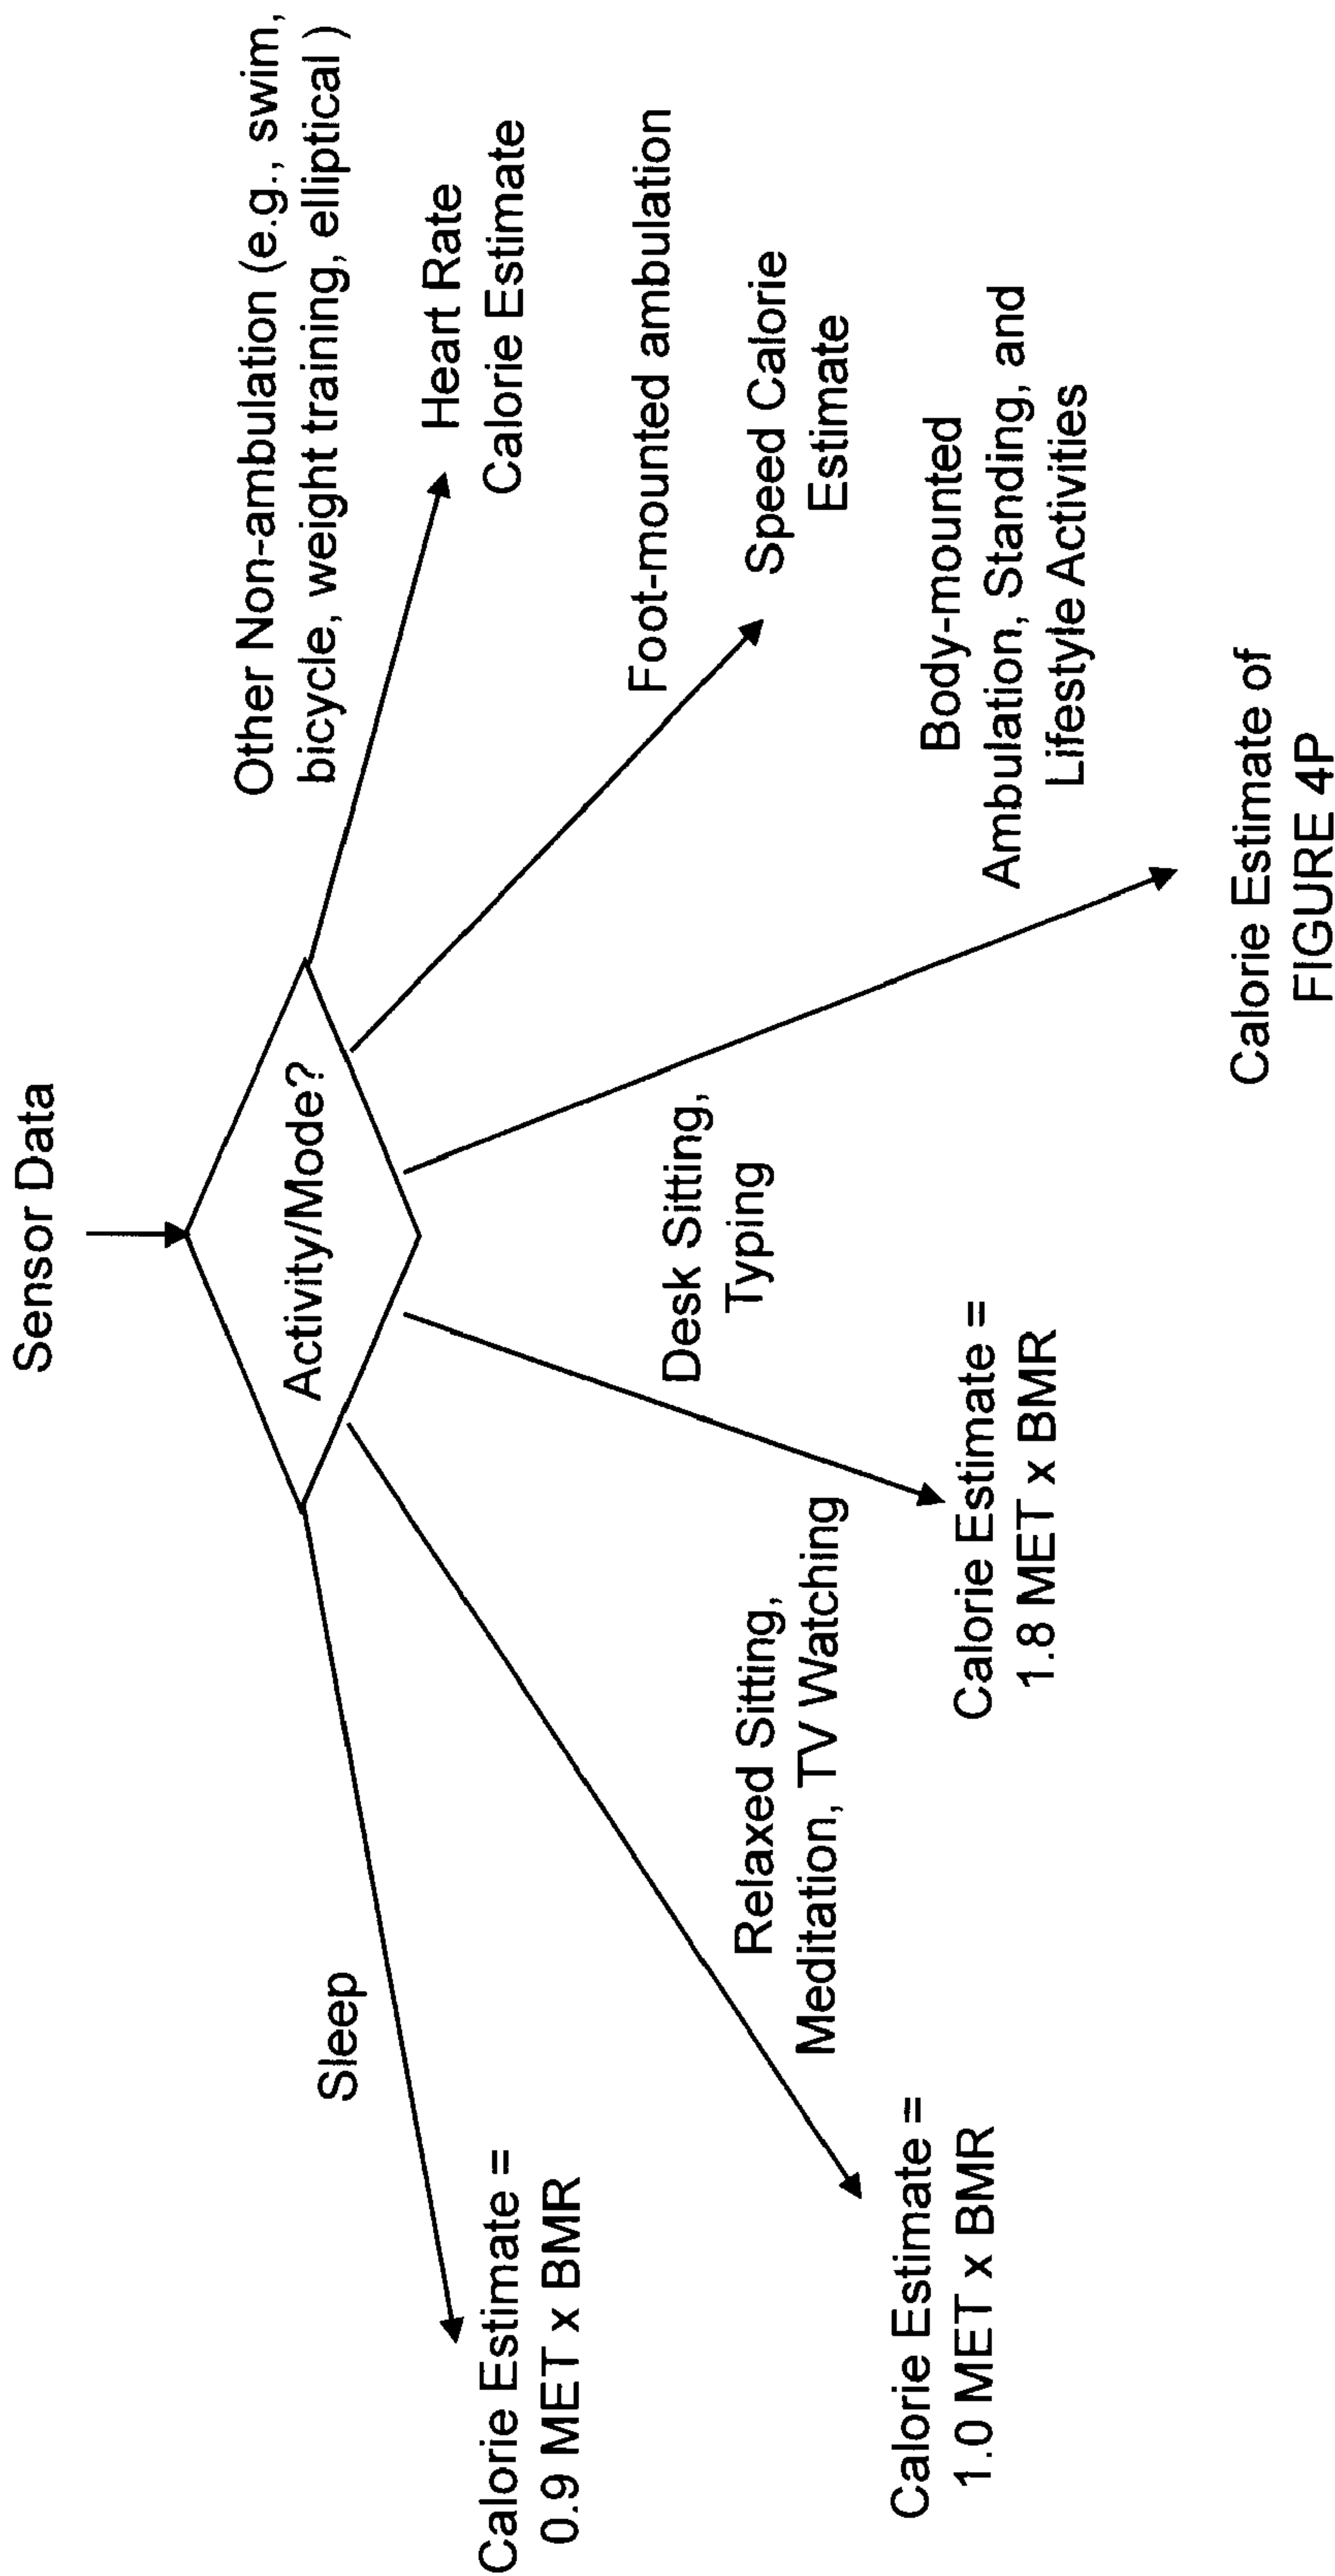 Sensor Data
Activity/Mode?
Sleep
Calorie Estimate =
0.9 MET x BMR
Relaxed Sitting,
Meditation, TV Watching
Calorie Estimate =
1.0 MET x BMR
Desk Sitting,
Typing
Calorie Estimate =
1.8 MET x BMR
Body-mounted
Ambulation, Standing, and
Lifestyle Activities
Calorie Estimate of
FIGURE 4P
Foot-mounted ambulation
Speed Calorie
Estimate
Other Non-ambulation (e.g., swim,
bicycle, weight training, elliptical )
Heart Rate
Calorie Estimate